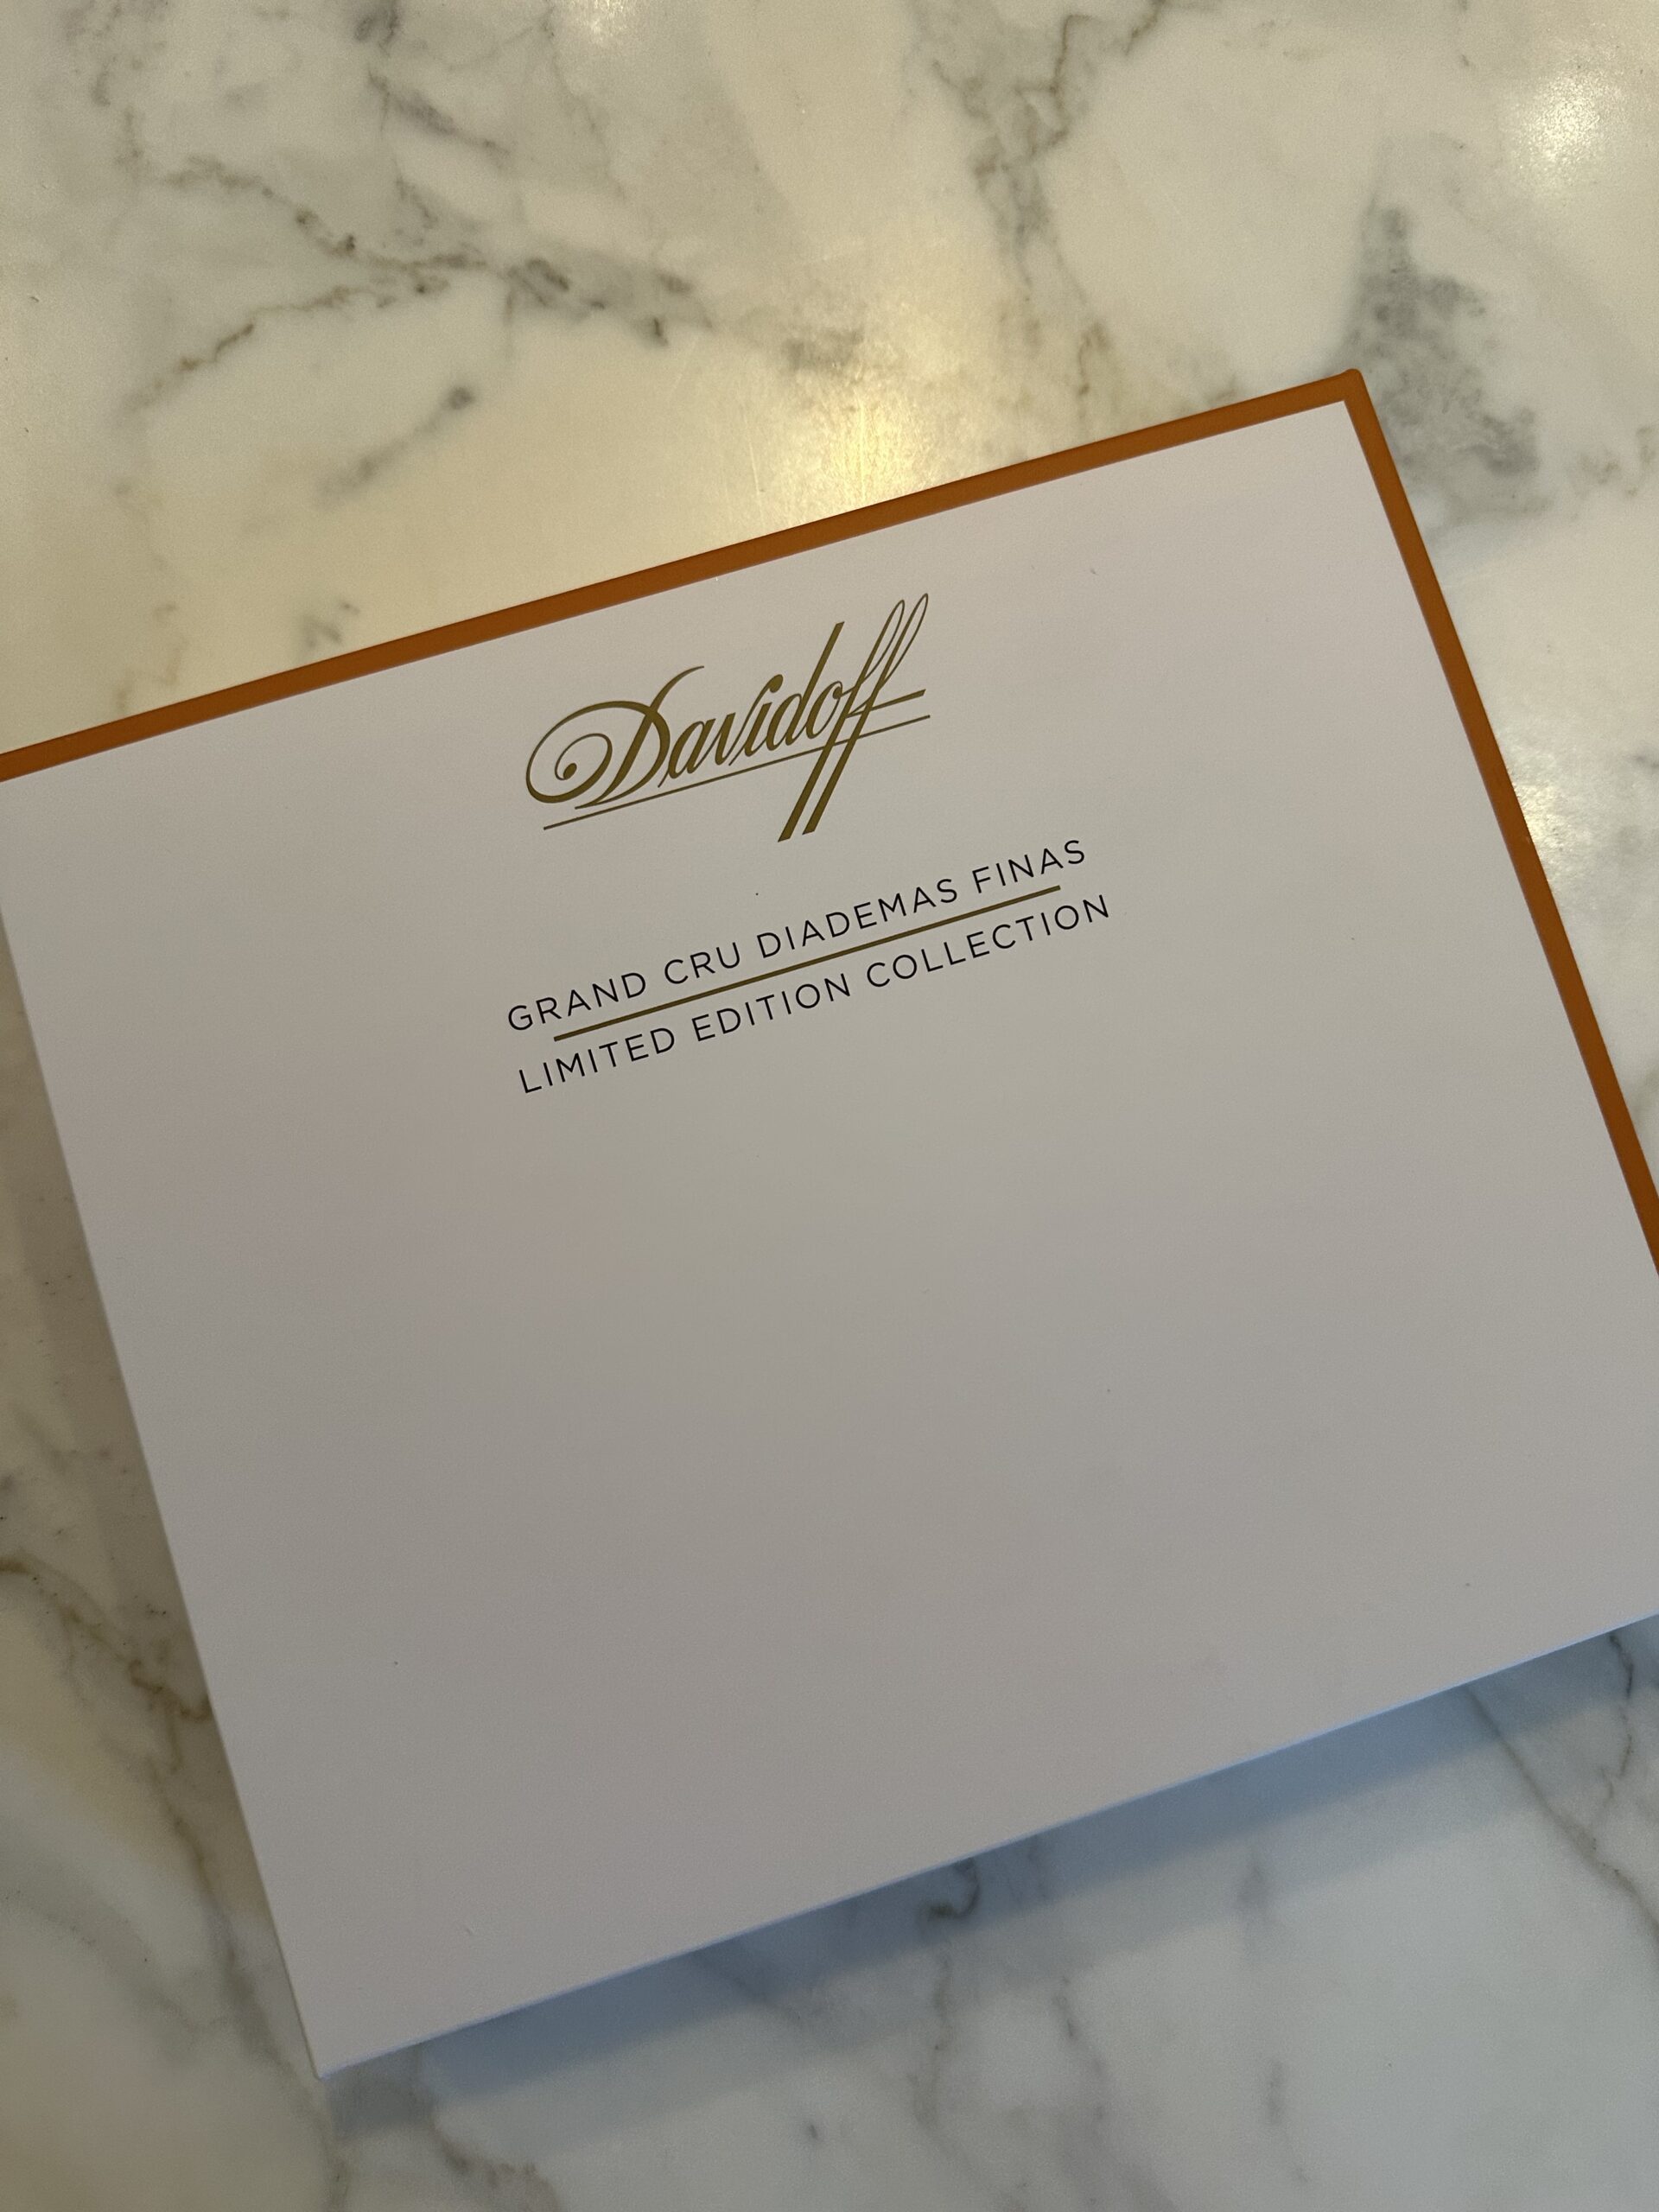 Davidoff
GRAND CRU DIADEMAS FINAS
LIMITED EDITION COLLECTION